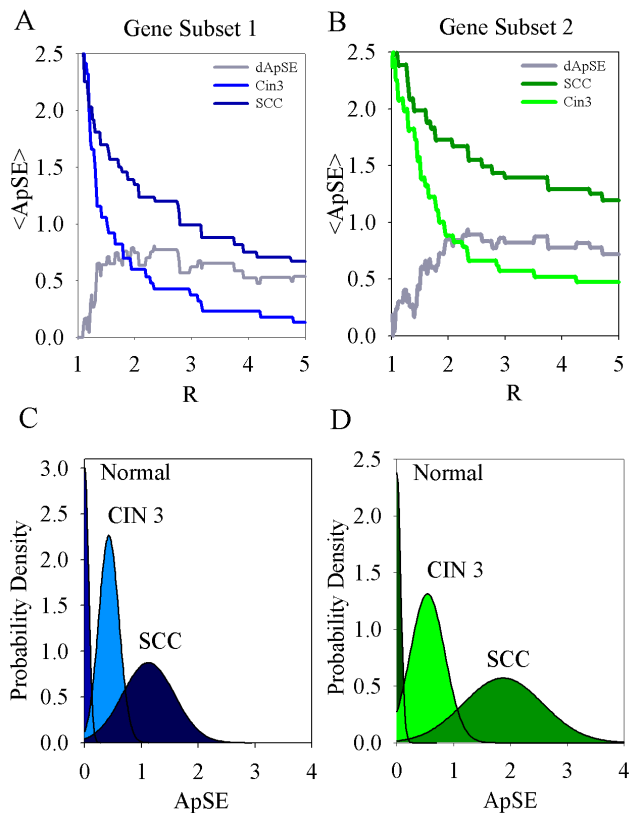 A
Gene Subset 1
<ApSE>
2.5
2.0
1.5
1.0
0.5
0.0
dApSE
Cin3
SCC
1 2 3 4 5
R
B
Gene Subset 2
<ApSE>
2.5
2.0
1.5
1.0
0.5
0.0
dApSE
SCC
Cin3
1 2 3 4 5
R
C
Probability Density
3.0
2.5
2.0
1.5
1.0
0.5
0.0
Normal
CIN 3
SCC
0 1 2 3 4
ApSE
D
Probability Density
2.5
2.0
1.5
1.0
0.5
0.0
Normal
CIN 3
SCC
0 1 2 3 4
ApSE